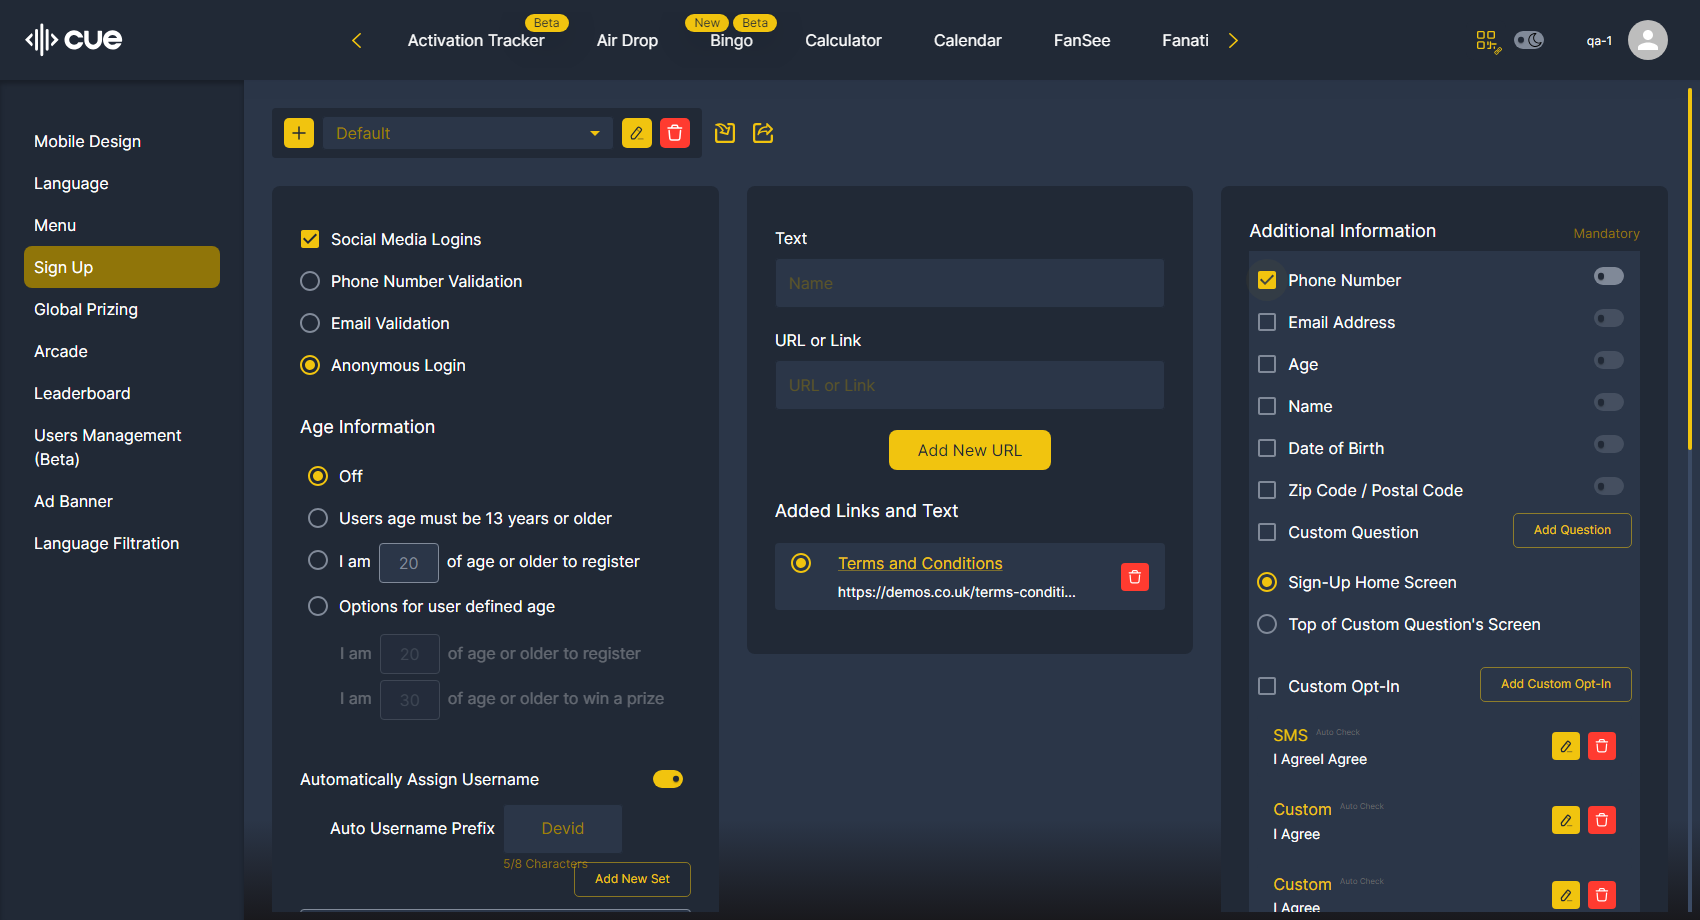 cue
Beta
New
Beta
Activation Tracker
Air Drop
Bingo
Calculator
Calendar
FanSee
Fanati
qa-1
Mobile Design
Language
Menu
Sign Up
Global Prizing
Arcade
Leaderboard
Users Management
(Beta)
Ad Banner
Language Filtration
Default
Social Media Logins
Phone Number Validation
Email Validation
Anonymous Login
Age Information
Off
Users age must be 13 years or older
I am 20 of age or older to register
Options for user defined age
I am 20 of age or older to register
I am 30 of age or older to win a prize
Automatically Assign Username
Auto Username Prefix Devid
5/8 Characters
Add New Set
Text
Name
URL or Link
URL or Link
Add New URL
Added Links and Text
Terms and Conditions
https://demos.co.uk/terms-conditi...
Additional Information
Mandatory
Phone Number
Email Address
Age
Name
Date of Birth
Zip Code / Postal Code
Custom Question
Add Question
Sign-Up Home Screen
Top of Custom Question's Screen
Custom Opt-In
Add Custom Opt-In
SMS Auto Check
I AgreeI Agree
Custom Auto Check
I Agree
Custom Auto Check
I Agree